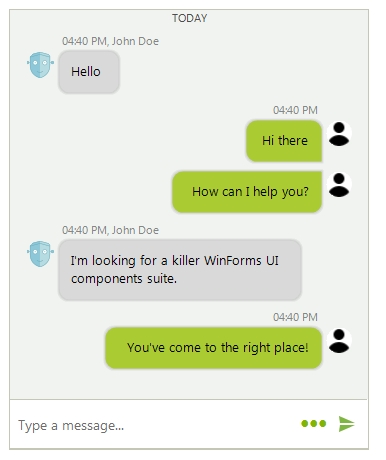 TODAY
04:40 PM, John Doe
Hello
04:40 PM
Hi there
How can I help you?
04:40 PM, John Doe
I'm looking for a killer WinForms UI
components suite.
04:40 PM
You've come to the right place!
Type a message...